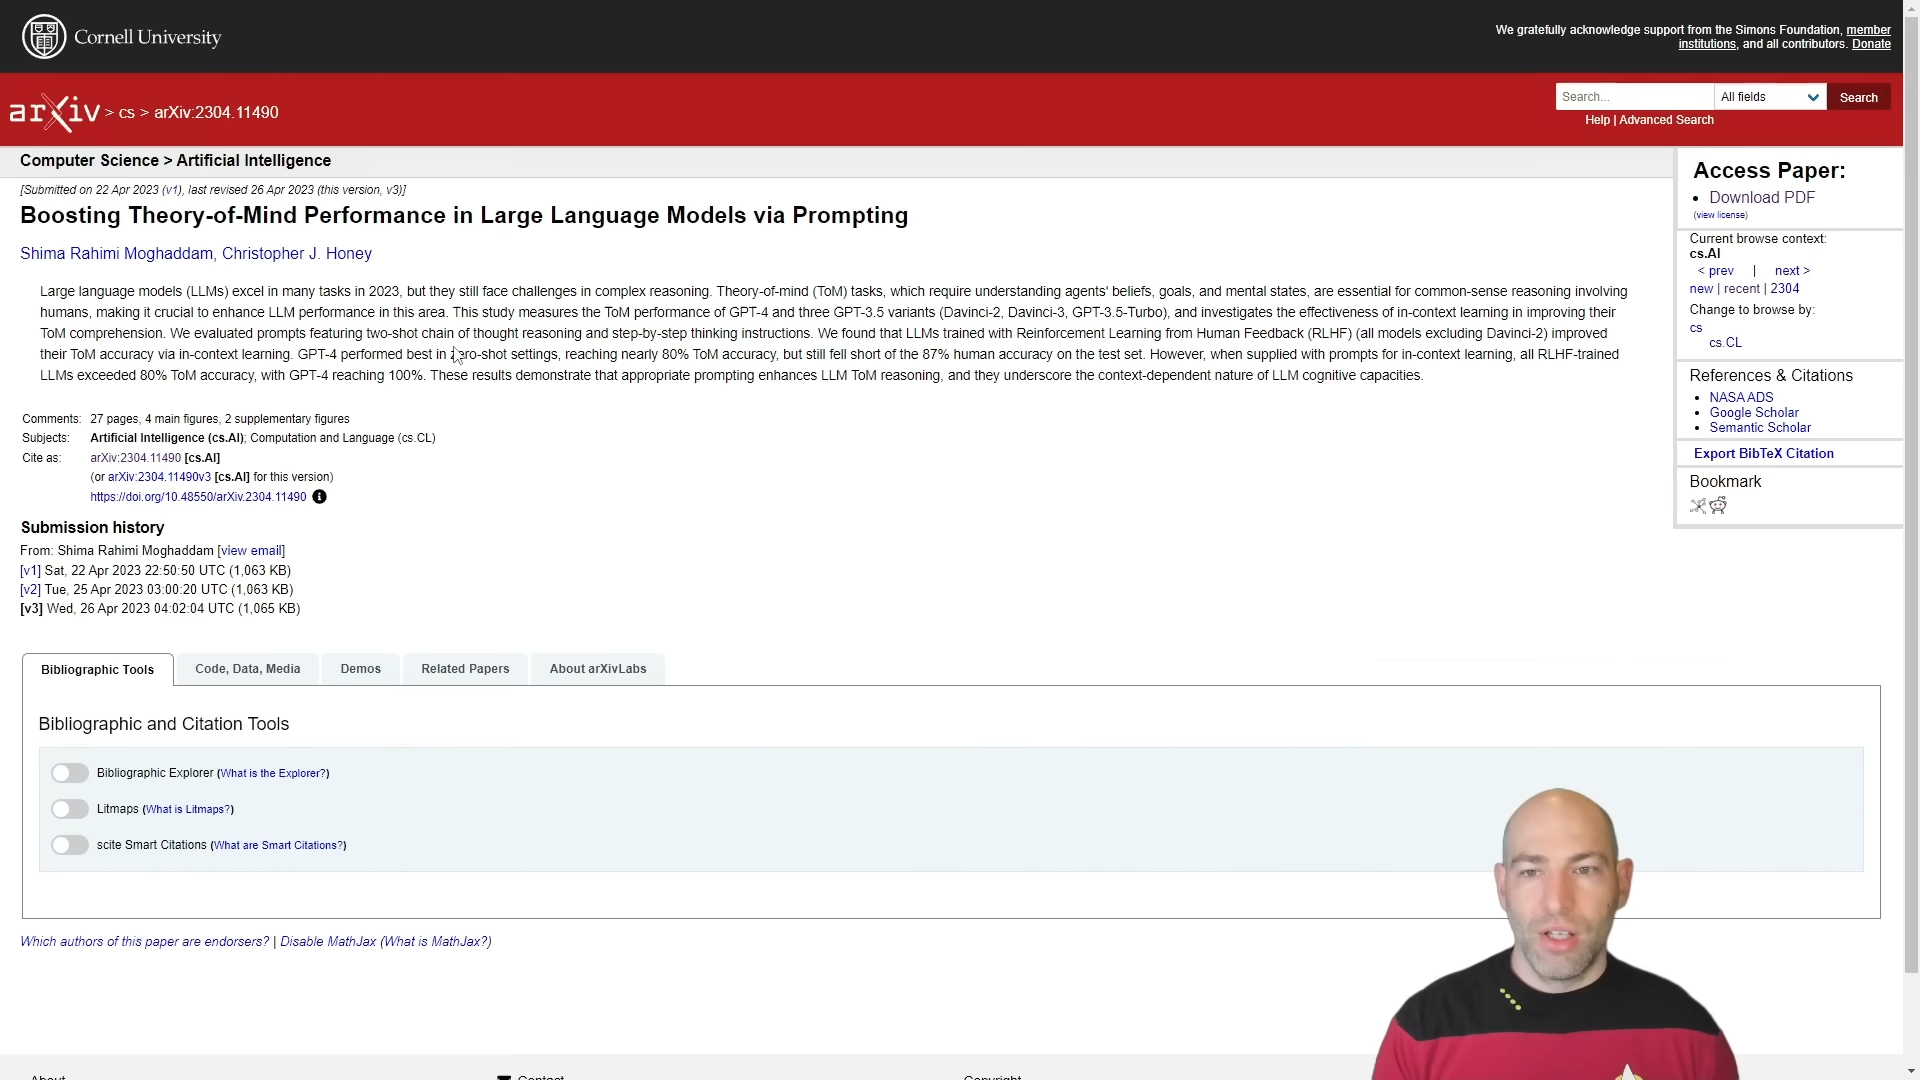 Cornell University
We gratefully acknowledge support from the Simons Foundation, member
institutions, and all contributors. Donate
arXiv > cs > arXiv:2304.11490
Search...
All fields
Search
Help | Advanced Search
Computer Science > Artificial Intelligence
[Submitted on 22 Apr 2023 (v1), last revised 26 Apr 2023 (this version, v3)]
Boosting Theory-of-Mind Performance in Large Language Models via Prompting
Shima Rahimi Moghaddam, Christopher J. Honey
Large language models (LLMs) excel in many tasks in 2023, but they still face challenges in complex reasoning. Theory-of-mind (ToM) tasks, which require understanding agents' beliefs, goals, and mental states, are essential for common-sense reasoning involving
humans, making it crucial to enhance LLM performance in this area. This study measures the ToM performance of GPT-4 and three GPT-3.5 variants (Davinci-2, Davinci-3, GPT-3.5-Turbo), and investigates the effectiveness of in-context learning in improving their
ToM comprehension. We evaluated prompts featuring two-shot chain of thought reasoning and step-by-step thinking instructions. We found that LLMs trained with Reinforcement Learning from Human Feedback (RLHF) (all models excluding Davinci-2) improved
their ToM accuracy via in-context learning. GPT-4 performed best in zero-shot settings, reaching nearly 80% ToM accuracy, but still fell short of the 87% human accuracy on the test set. However, when supplied with prompts for in-context learning, all RLHF-trained
LLMs exceeded 80% ToM accuracy, with GPT-4 reaching 100%. These results demonstrate that appropriate prompting enhances LLM ToM reasoning, and they underscore the context-dependent nature of LLM cognitive capacities.
Comments: 27 pages, 4 main figures, 2 supplementary figures
Subjects: Artificial Intelligence (cs.AI); Computation and Language (cs.CL)
Cite as: arXiv:2304.11490 [cs.AI]
(or arXiv:2304.11490v3 [cs.AI] for this version)
https://doi.org/10.48550/arXiv.2304.11490
Submission history
From: Shima Rahimi Moghaddam [view email]
[v1] Sat, 22 Apr 2023 22:50:50 UTC (1,063 KB)
[v2] Tue, 25 Apr 2023 03:00:20 UTC (1,063 KB)
[v3] Wed, 26 Apr 2023 04:02:04 UTC (1,065 KB)
Access Paper:
Download PDF
(view license)
Current browse context:
cs.AI
< prev | next >
new | recent | 2304
Change to browse by:
cs
cs.CL
References & Citations
NASA ADS
Google Scholar
Semantic Scholar
Export BibTeX Citation
Bookmark
Bibliographic Tools
Code, Data, Media
Demos
Related Papers
About arXivLabs
Bibliographic and Citation Tools
Bibliographic Explorer (What is the Explorer?)
Litmaps (What is Litmaps?)
scite Smart Citations (What are Smart Citations?)
Which authors of this paper are endorsers? | Disable MathJax (What is MathJax?)
About
Contact
Copyright